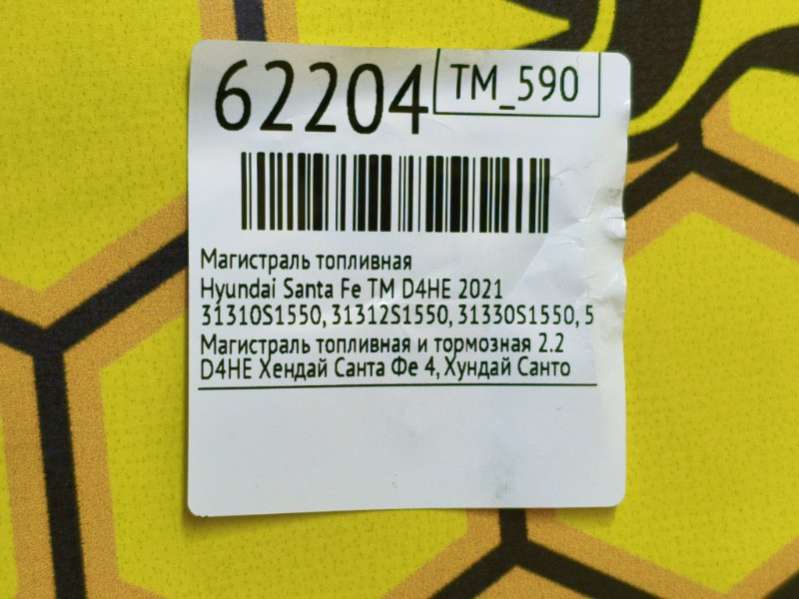 62204
TM_590
Магистраль топливная
Hyundai Santa Fe TM D4HE 2021
31310S1550, 31312S1550, 31330S1550, 5
Магистраль топливная и тормозная 2.2
D4HE Хендай Санта Фе 4, Хундай Санто